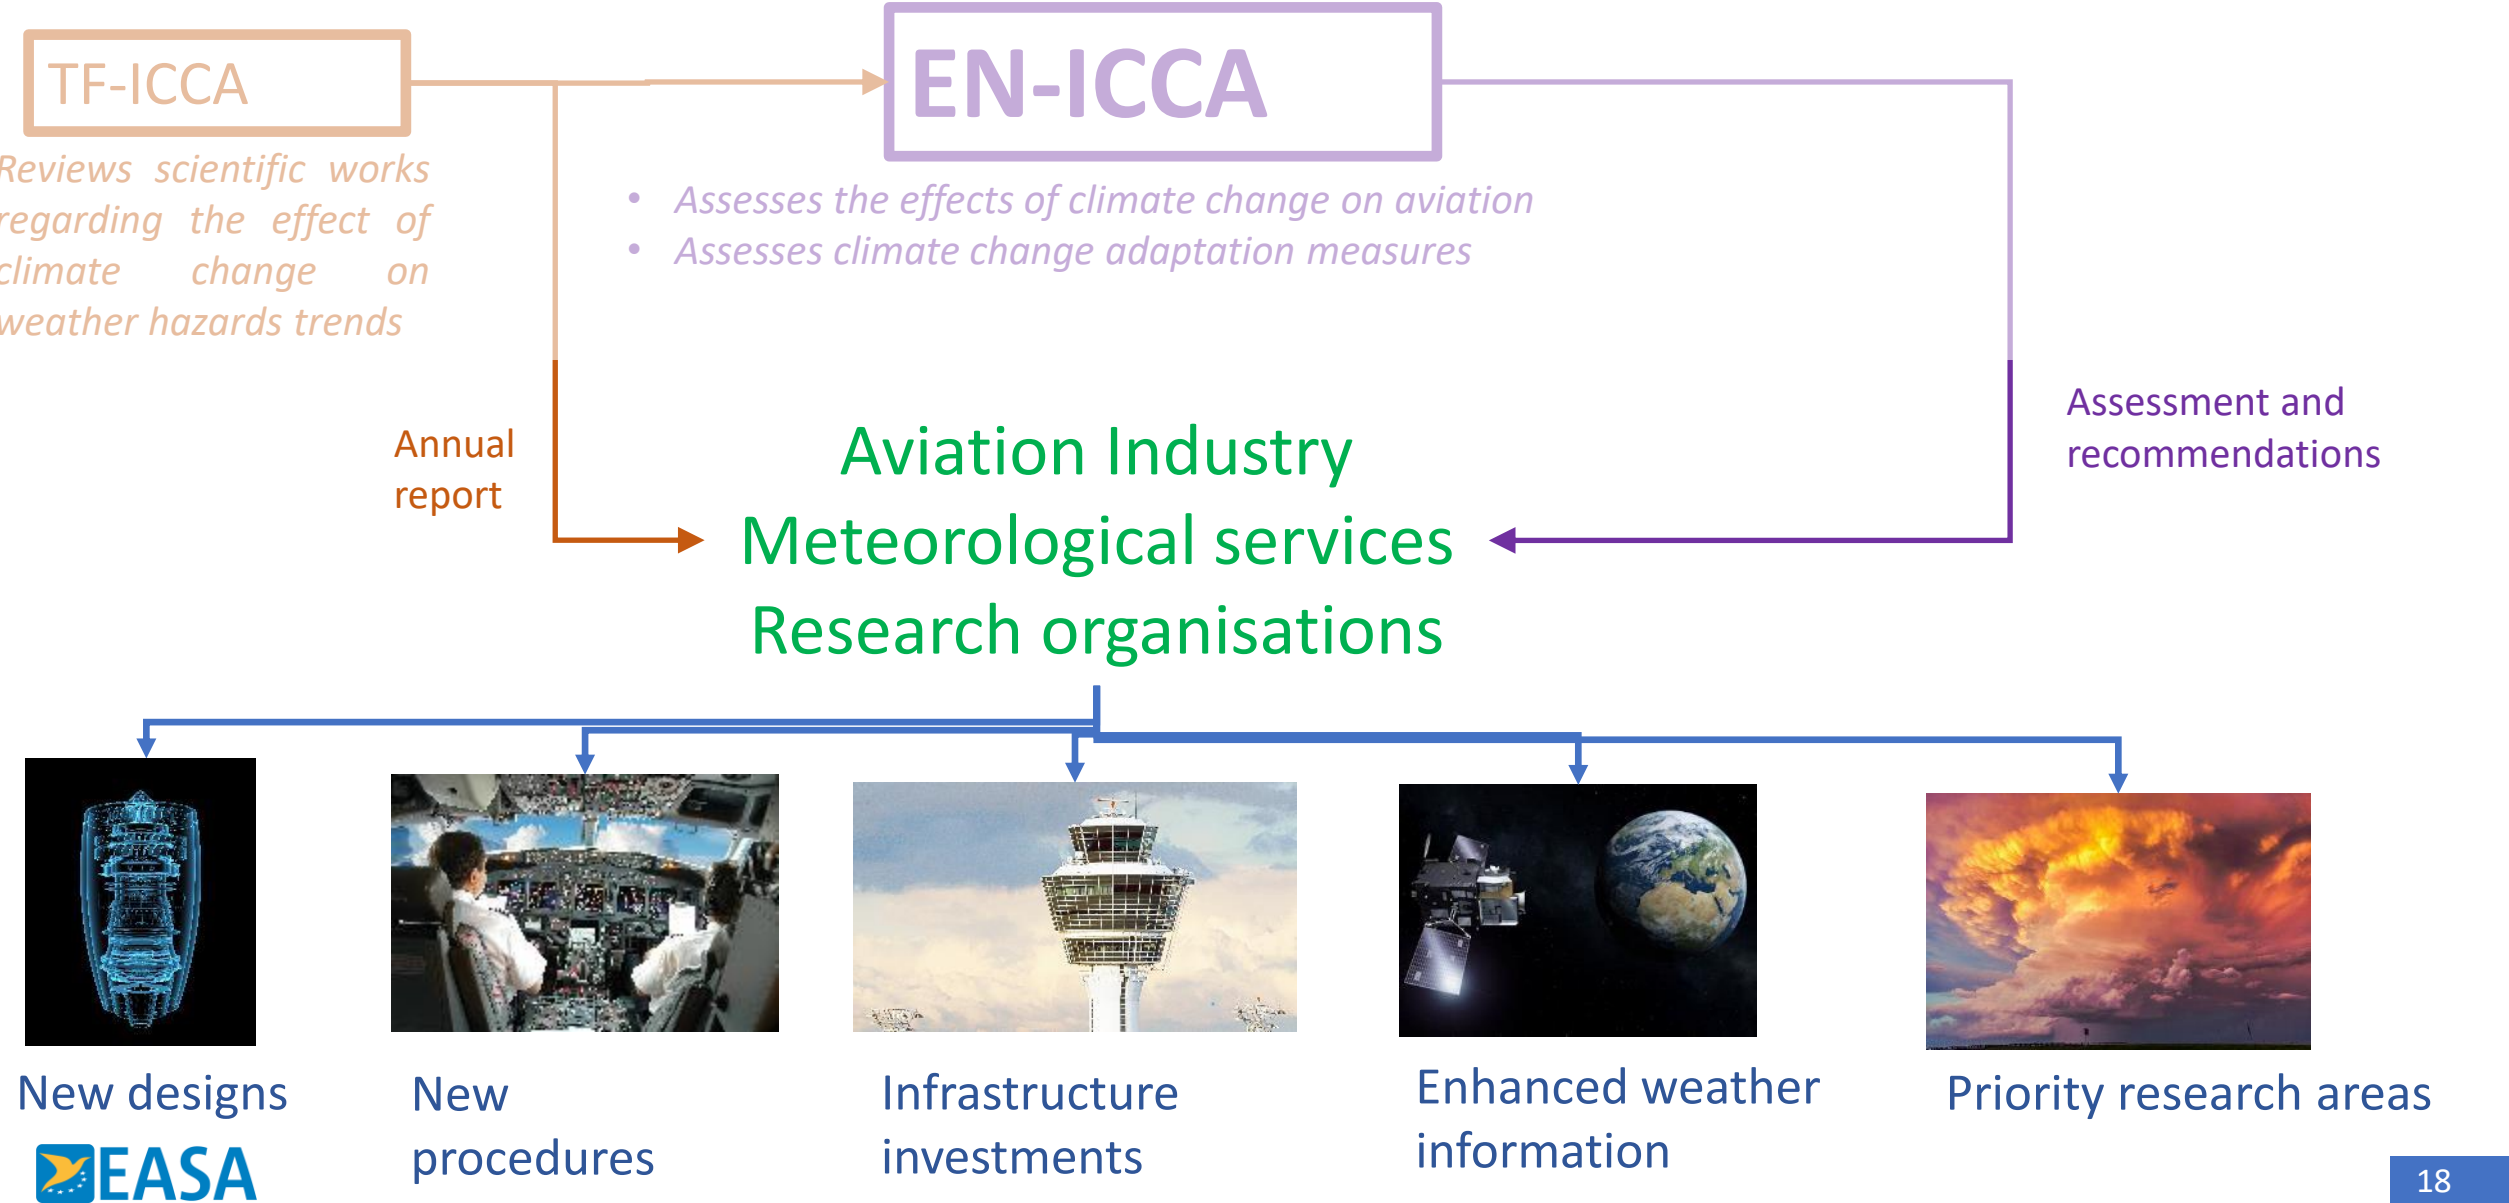 TF-ICCA
EN-ICCA
Reviews scientific works
regarding the effect of
climate change on
weather hazards trends
• Assesses the effects of climate change on aviation
• Assesses climate change adaptation measures
Annual
report
Aviation Industry
Meteorological services
Research organisations
Assessment and
recommendations
New designs
New
procedures
Infrastructure
investments
Enhanced weather
information
Priority research areas
EASA
18